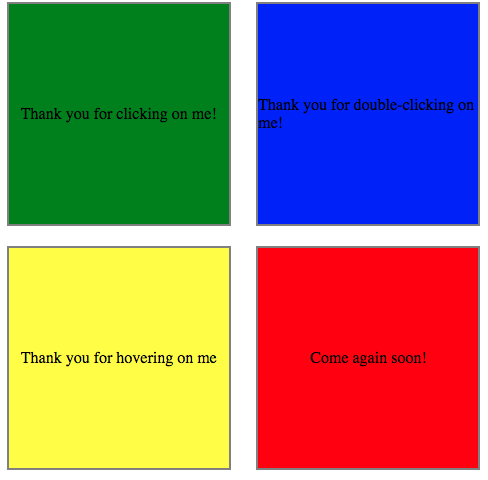 Thank you for clicking on me!
Thank you for double-clicking on
me!
Thank you for hovering on me
Come again soon!